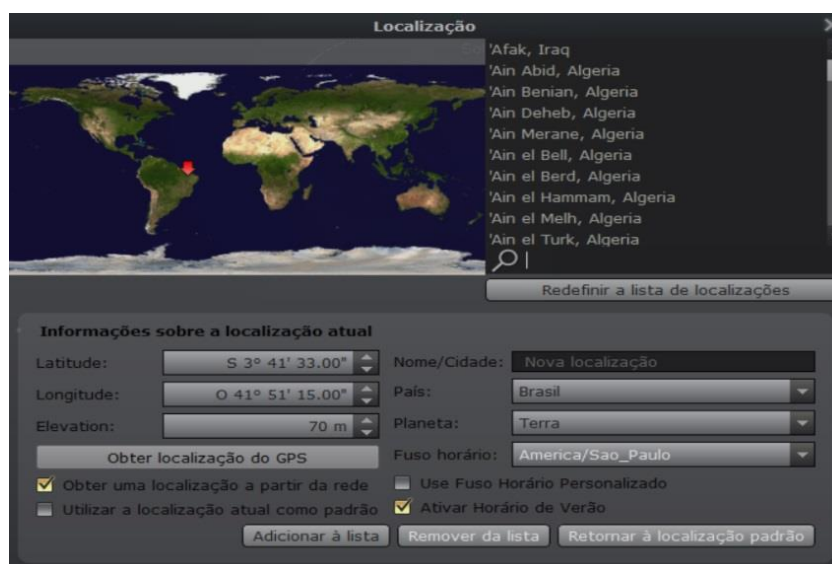 Localização
'Afak, Iraq
'Ain Abid, Algeria
'Ain Benian, Algeria
'Ain Deheb, Algeria
'Ain Merane, Algeria
'Ain el Bell, Algeria
'Ain el Berd, Algeria
'Ain el Hammam, Algeria
'Ain el Melh, Algeria
'Ain el Turk, Algeria
Redefinir a lista de localizações
Informações sobre a localização atual
Latitude: S 3º 41' 33.00" Nome/Cidade: Nova localização
Longitude: O 41º 51' 15.00" País: Brasil
Elevation: 70 m Planeta: Terra
Obter localização do GPS Fuso horário: America/Sao_Paulo
Obter uma localização a partir da rede Use Fuso Horário Personalizado
Utilizar a localização atual como padrão Ativar Horário de Verão
Adicionar à lista Remover da lista Retornar à localização padrão